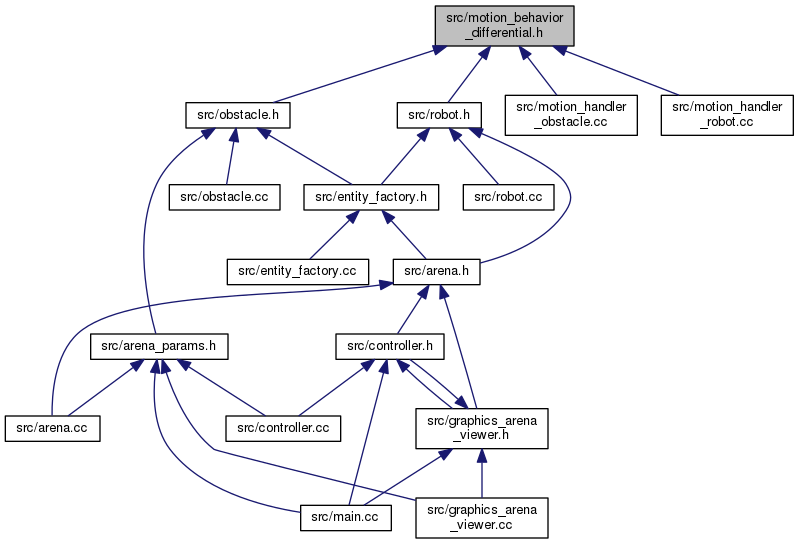 src/motion_behavior
_differential.h
src/obstacle.h
src/robot.h
src/motion_handler
_obstacle.cc
src/motion_handler
_robot.cc
src/obstacle.cc
src/entity_factory.h
src/robot.cc
src/entity_factory.cc
src/arena.h
src/arena_params.h
src/controller.h
src/arena.cc
src/controller.cc
src/graphics_arena
_viewer.h
src/main.cc
src/graphics_arena
_viewer.cc